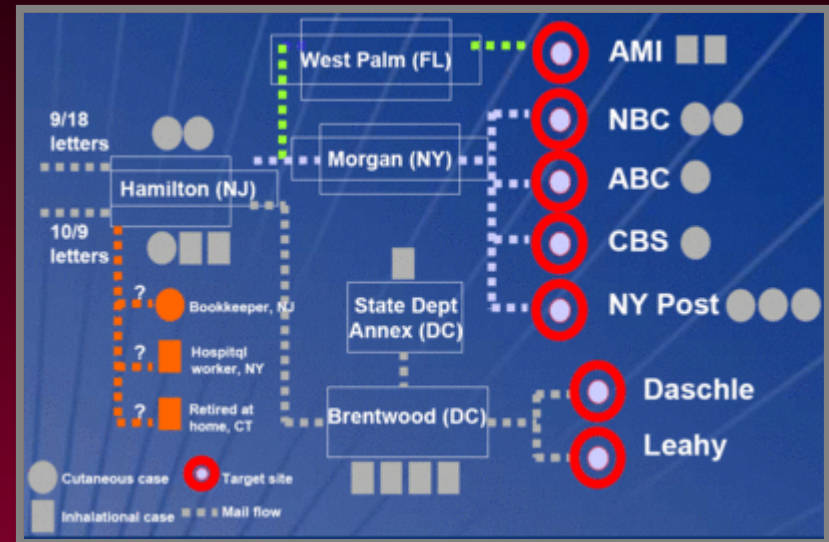 West Palm (FL)
AMI
9/18
letters
NBC
Morgan (NY)
Hamilton (NJ)
ABC
10/9
letters
CBS
?
Bookkeeper, NJ
State Dept
Annex (DC)
NY Post
?
Hospitql
worker, NY
?
Retired at
home, CT
Brentwood (DC)
Daschle
Leahy
Cutaneous case
Target site
Inhalational case
Mail flow